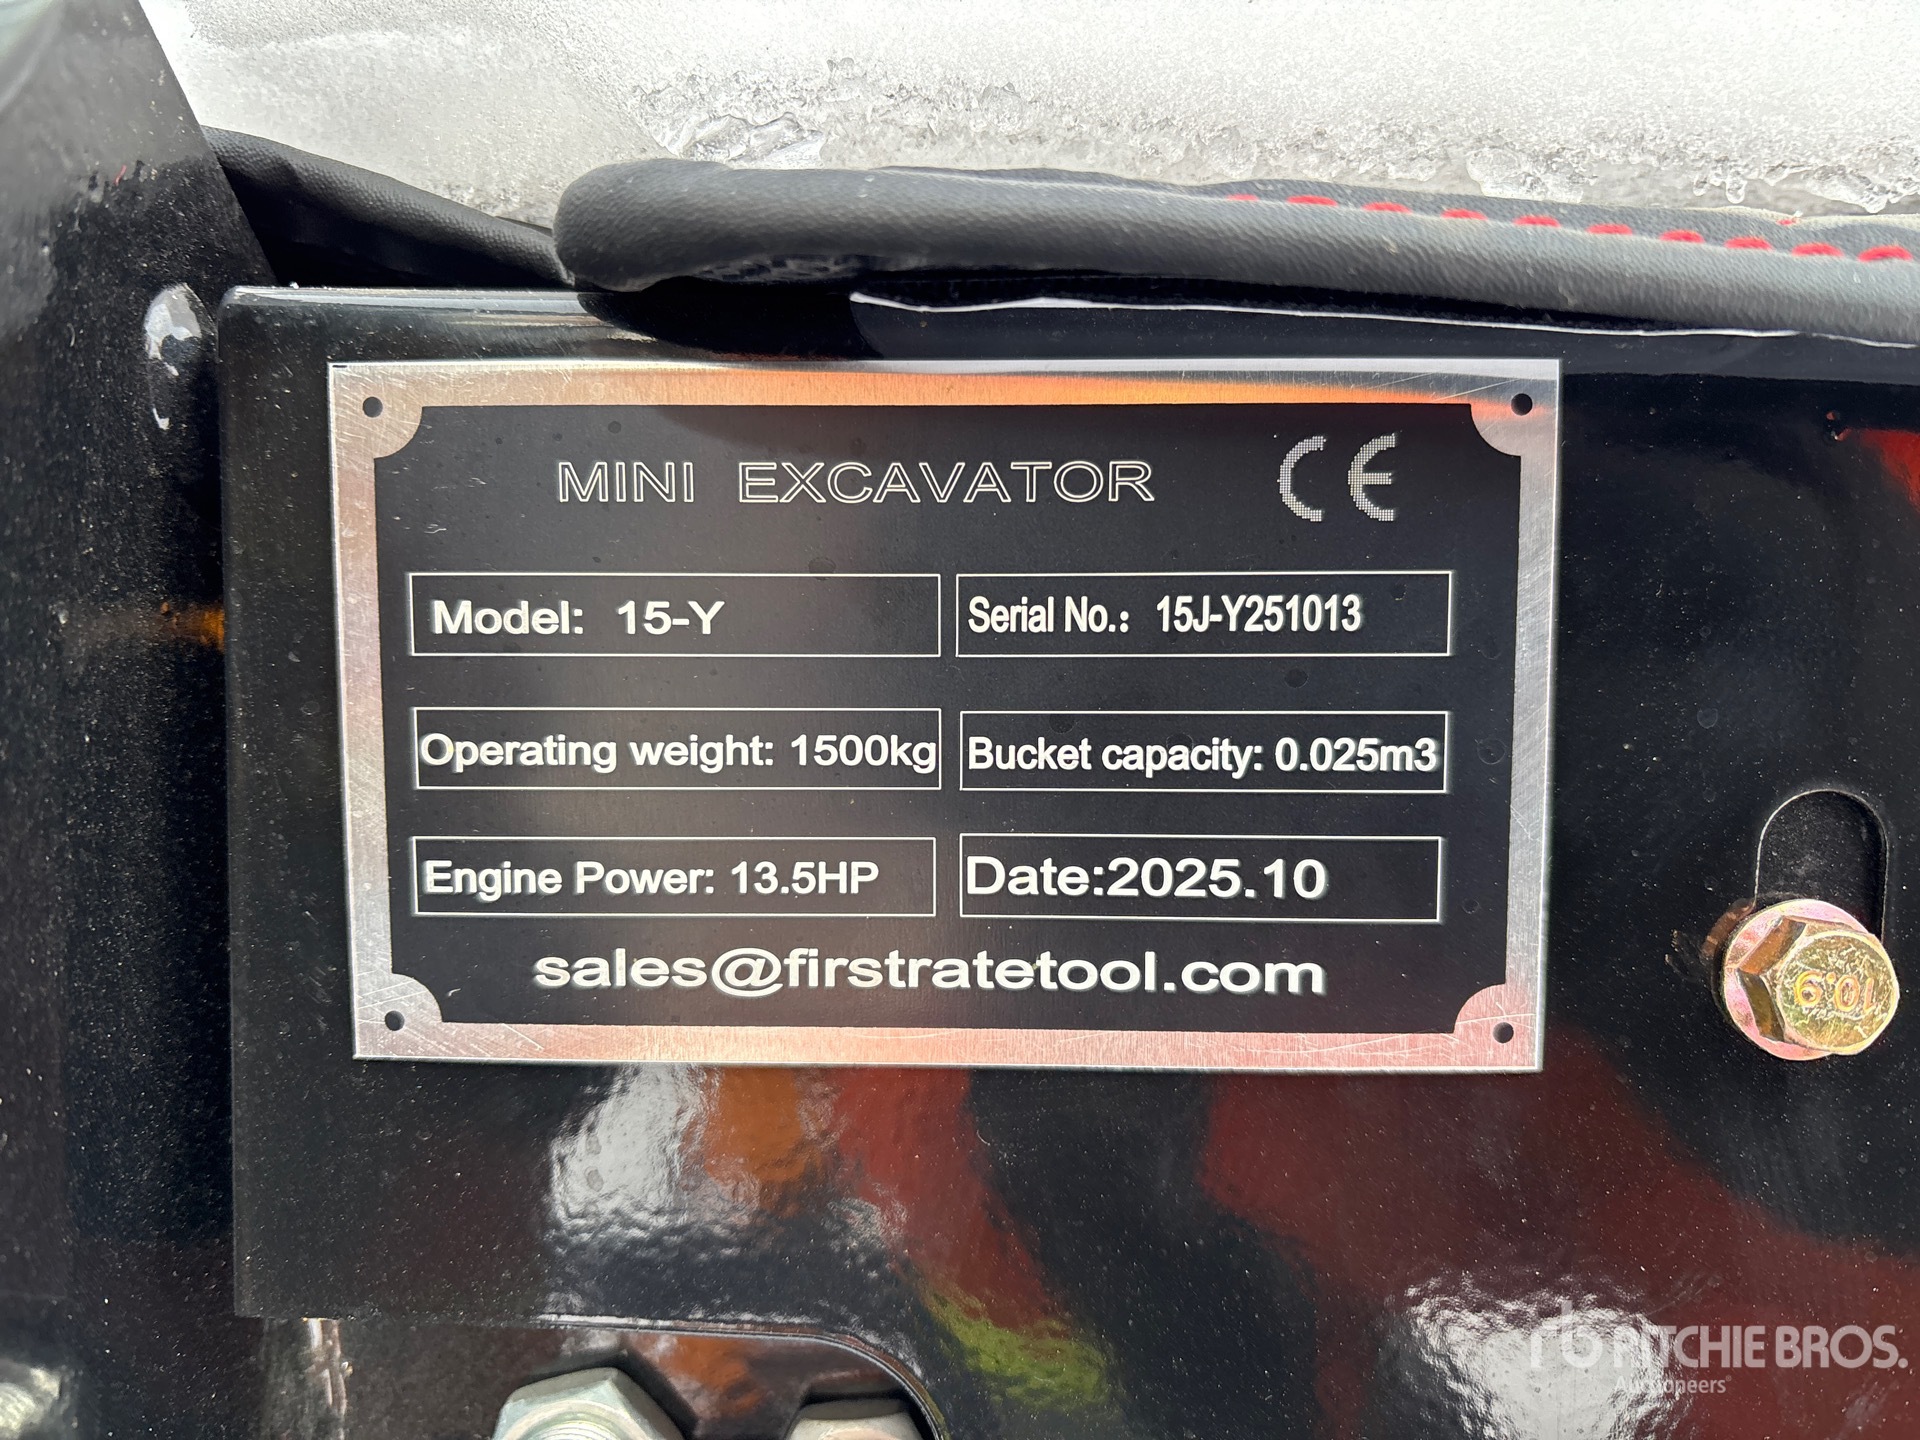 MINI EXCAVATOR CE
Model: 15-Y
Serial No.: 15J-Y251013
Operating weight: 1500kg
Bucket capacity: 0.025m3
Engine Power: 13.5HP
Date:2025.10
sales@firstratetool.com
10.9
rb RITCHIE BROS.
Auctioneers